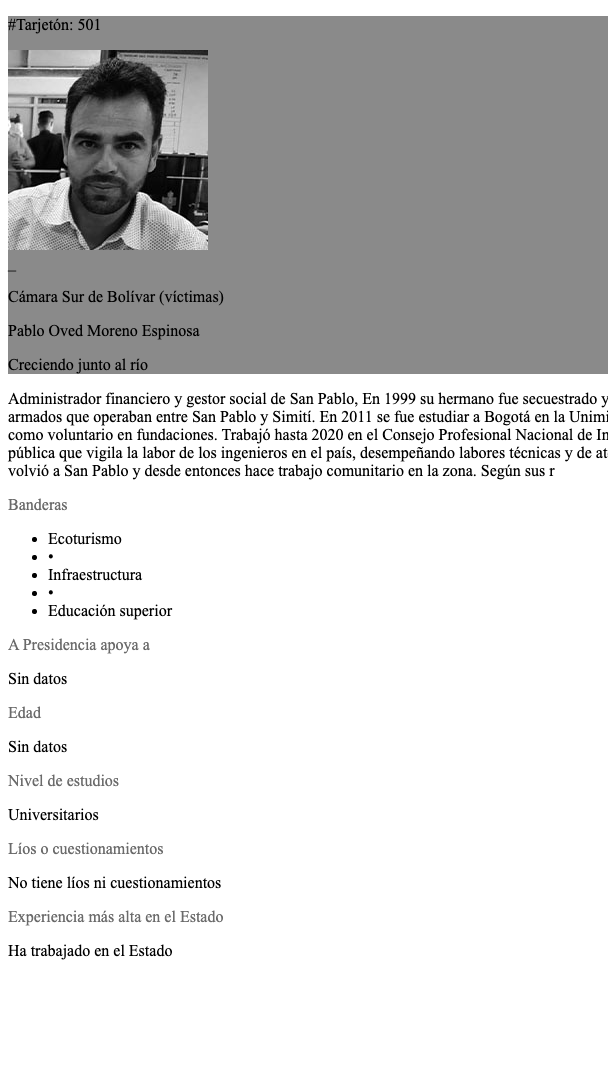 #Tarjetón: 501
_
Cámara Sur de Bolívar (víctimas)
Pablo Oved Moreno Espinosa
Creciendo junto al río
Administrador financiero y gestor social de San Pablo, En 1999 su hermano fue secuestrado y
armados que operaban entre San Pablo y Simití. En 2011 se fue estudiar a Bogotá en la Unimi
como voluntario en fundaciones. Trabajó hasta 2020 en el Consejo Profesional Nacional de In
pública que vigila la labor de los ingenieros en el país, desempeñando labores técnicas y de at
volvió a San Pablo y desde entonces hace trabajo comunitario en la zona. Según sus r
Banderas
• Ecoturismo
• •
• Infraestructura
• •
• Educación superior
A Presidencia apoya a
Sin datos
Edad
Sin datos
Nivel de estudios
Universitarios
Líos o cuestionamientos
No tiene líos ni cuestionamientos
Experiencia más alta en el Estado
Ha trabajado en el Estado